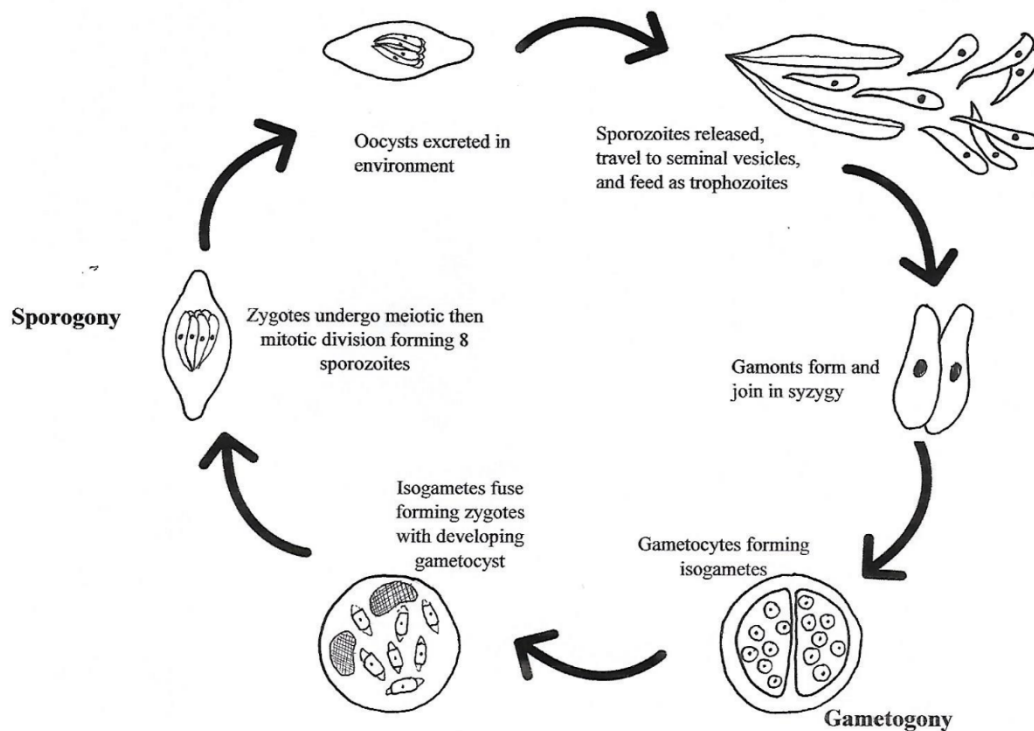 Oocysts excreted in
environment
Sporozoites released,
travel to seminal vesicles,
and feed as trophozoites
Gamonts form and
join in syzygy
Gametocytes forming
isogametes
Gametogony
Isogametes fuse
forming zygotes
with developing
gametocyst
Sporogony
Zygotes undergo meiotic then
mitotic division forming 8
sporozoites